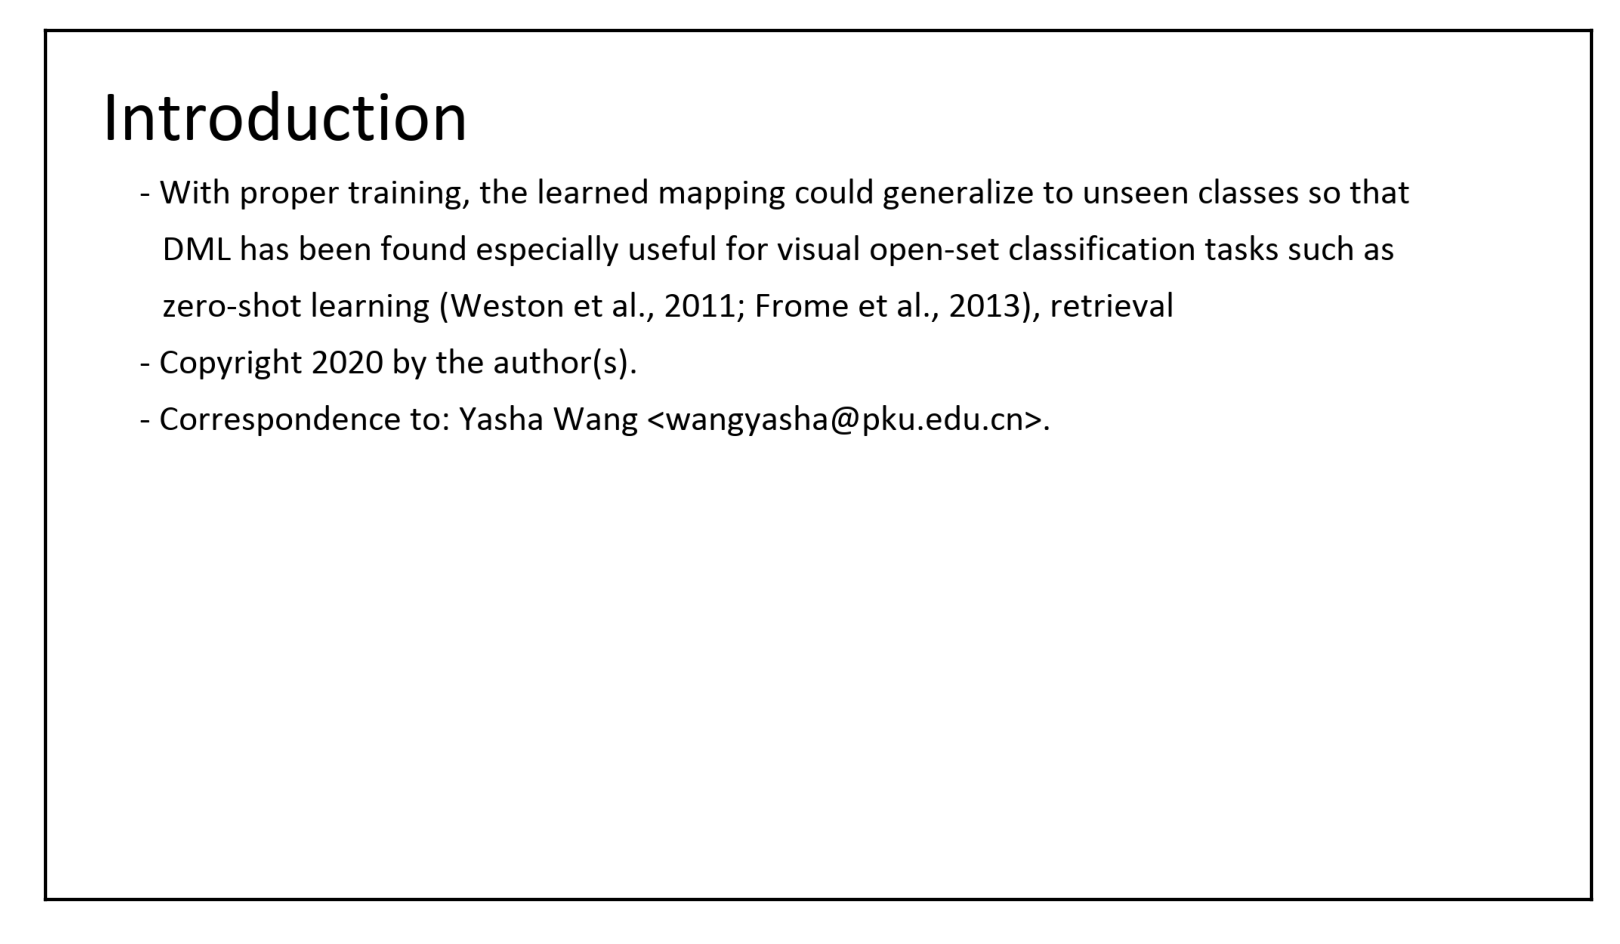 Introduction
- With proper training, the learned mapping could generalize to unseen classes so that
DML has been found especially useful for visual open-set classification tasks such as
zero-shot learning (Weston et al., 2011; Frome et al., 2013), retrieval
- Copyright 2020 by the author(s).
- Correspondence to: Yasha Wang <wangyasha@pku.edu.cn>.